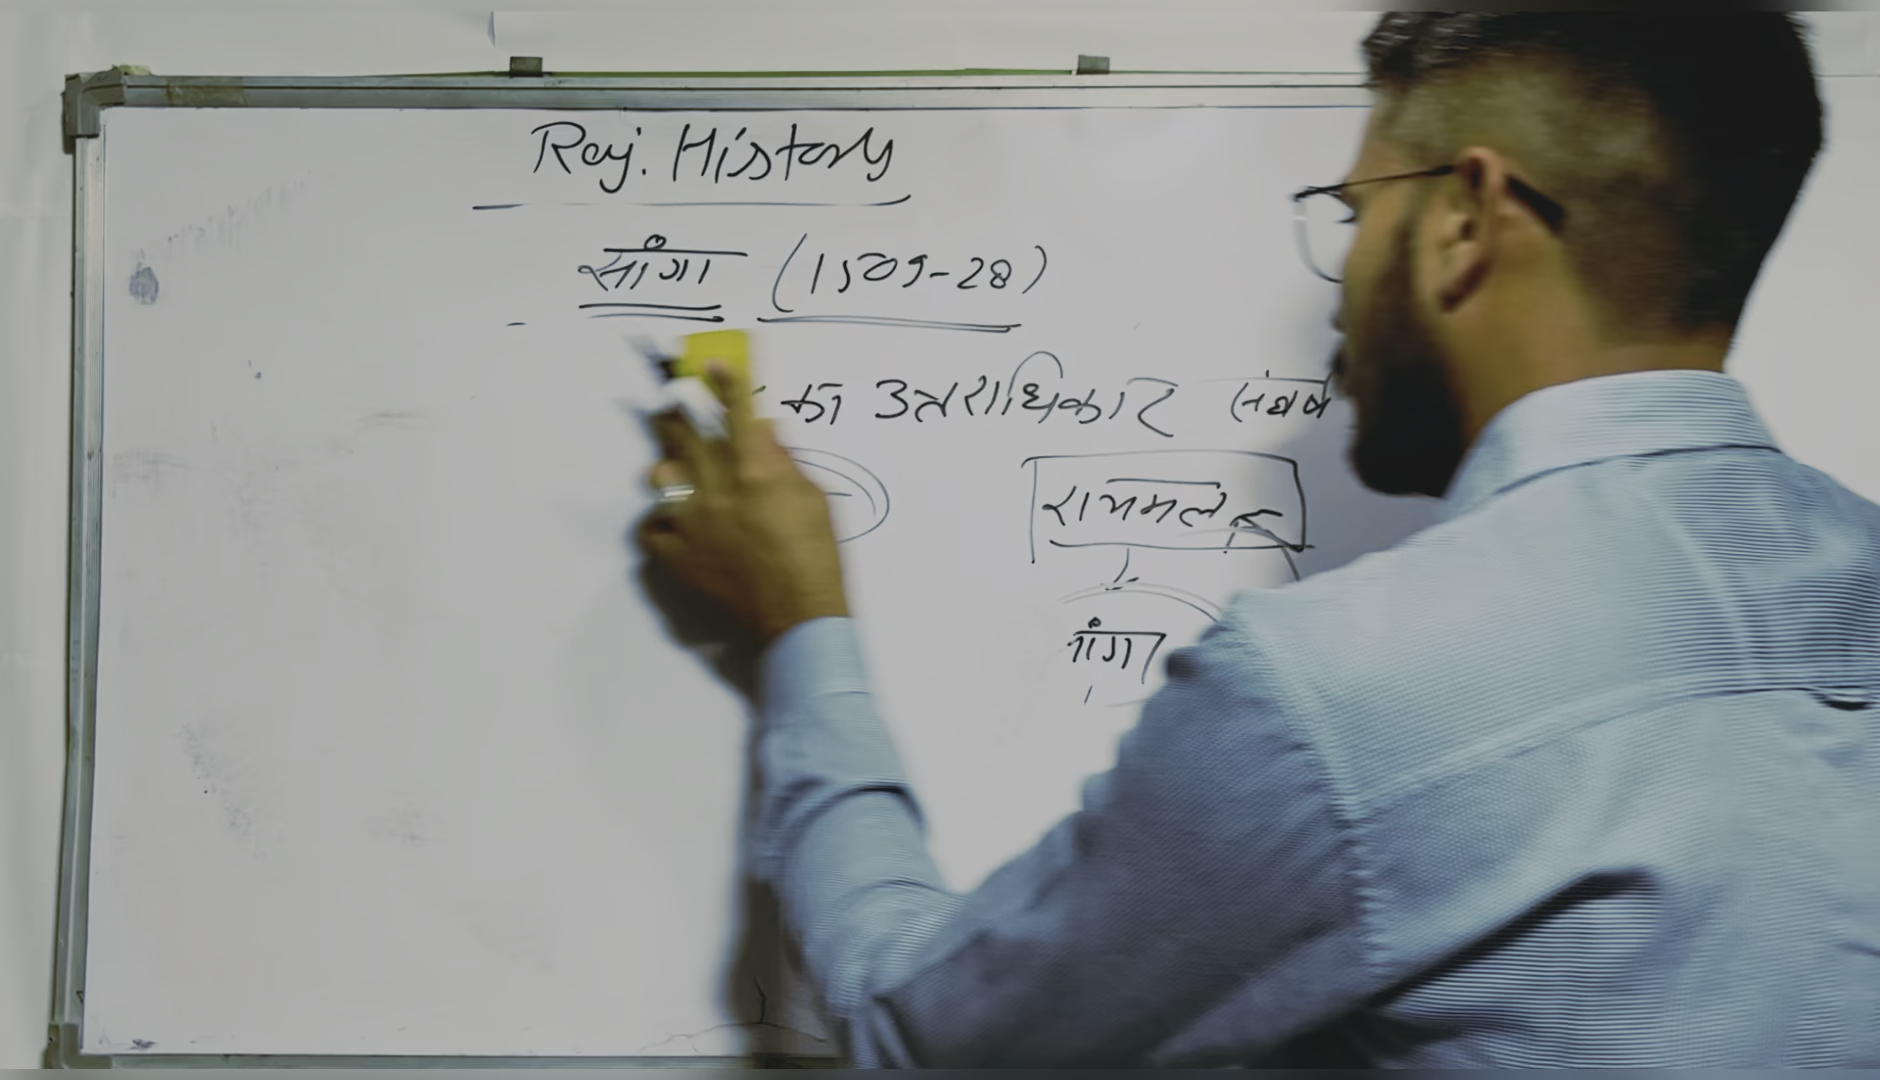 Raj. History
सांगा (1509-28)
का उत्तराधिकार संघर्ष
रायमल
गंगा